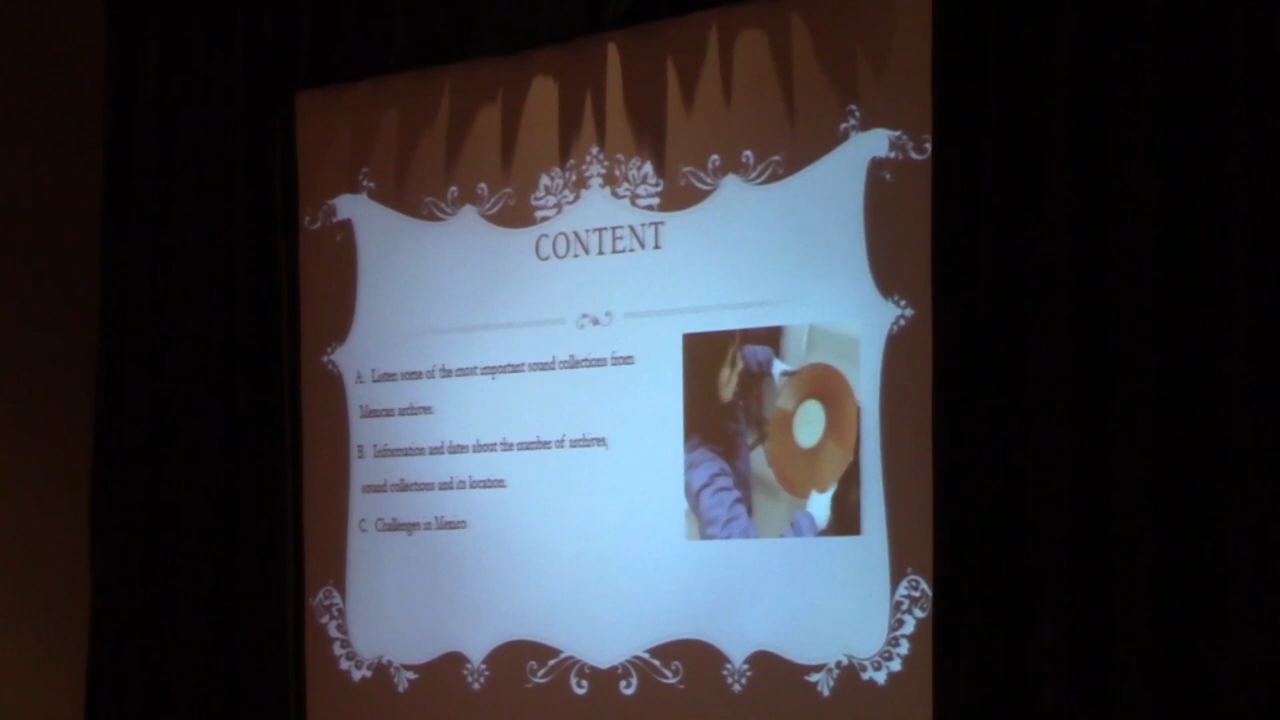 CONTENT
A. Listen some of the most important sound collections from
Mexican archives.
B. Information and dates about the number of archives,
sound collections and its location.
C. Challenges in Mexico